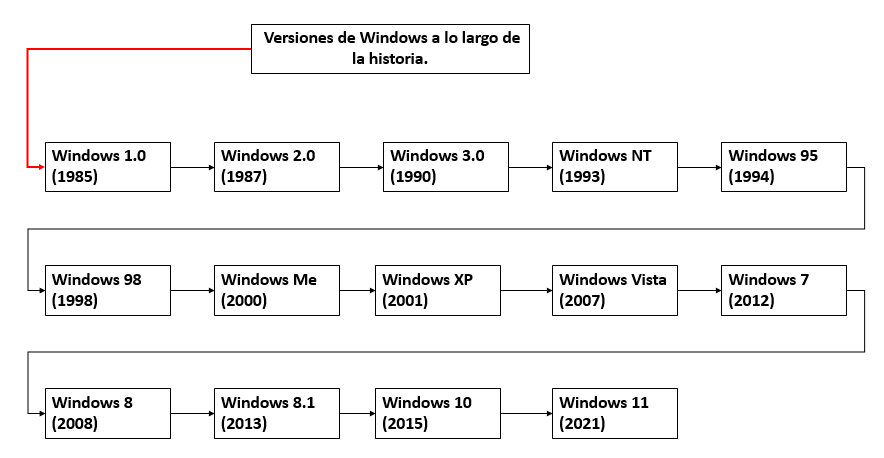 Versiones de Windows a lo largo de
la historia.
Windows 1.0
(1985)
Windows 2.0
(1987)
Windows 3.0
(1990)
Windows NT
(1993)
Windows 95
(1994)
Windows 98
(1998)
Windows Me
(2000)
Windows XP
(2001)
Windows Vista
(2007)
Windows 7
(2012)
Windows 8
(2008)
Windows 8.1
(2013)
Windows 10
(2015)
Windows 11
(2021)